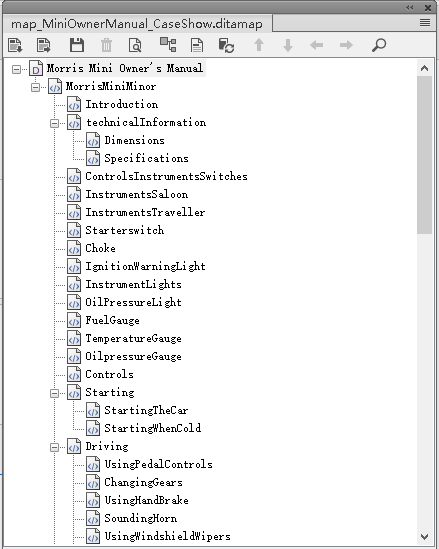 map_MiniOwnerManual_CaseShow.ditamap
Morris Mini Owner's Manual
MorrisMiniMinor
Introduction
technicalInformation
Dimensions
Specifications
ControlsInstrumentsSwitches
InstrumentsSaloon
InstrumentsTraveller
Starterswitch
Choke
IgnitionWarningLight
InstrumentLights
OilPressureLight
FuelGauge
TemperatureGauge
OilpressureGauge
Controls
Starting
StartingTheCar
StartingWhenCold
Driving
UsingPedalControls
ChangingGears
UsingHandBrake
SoundingHorn
UsingWindshieldWipers